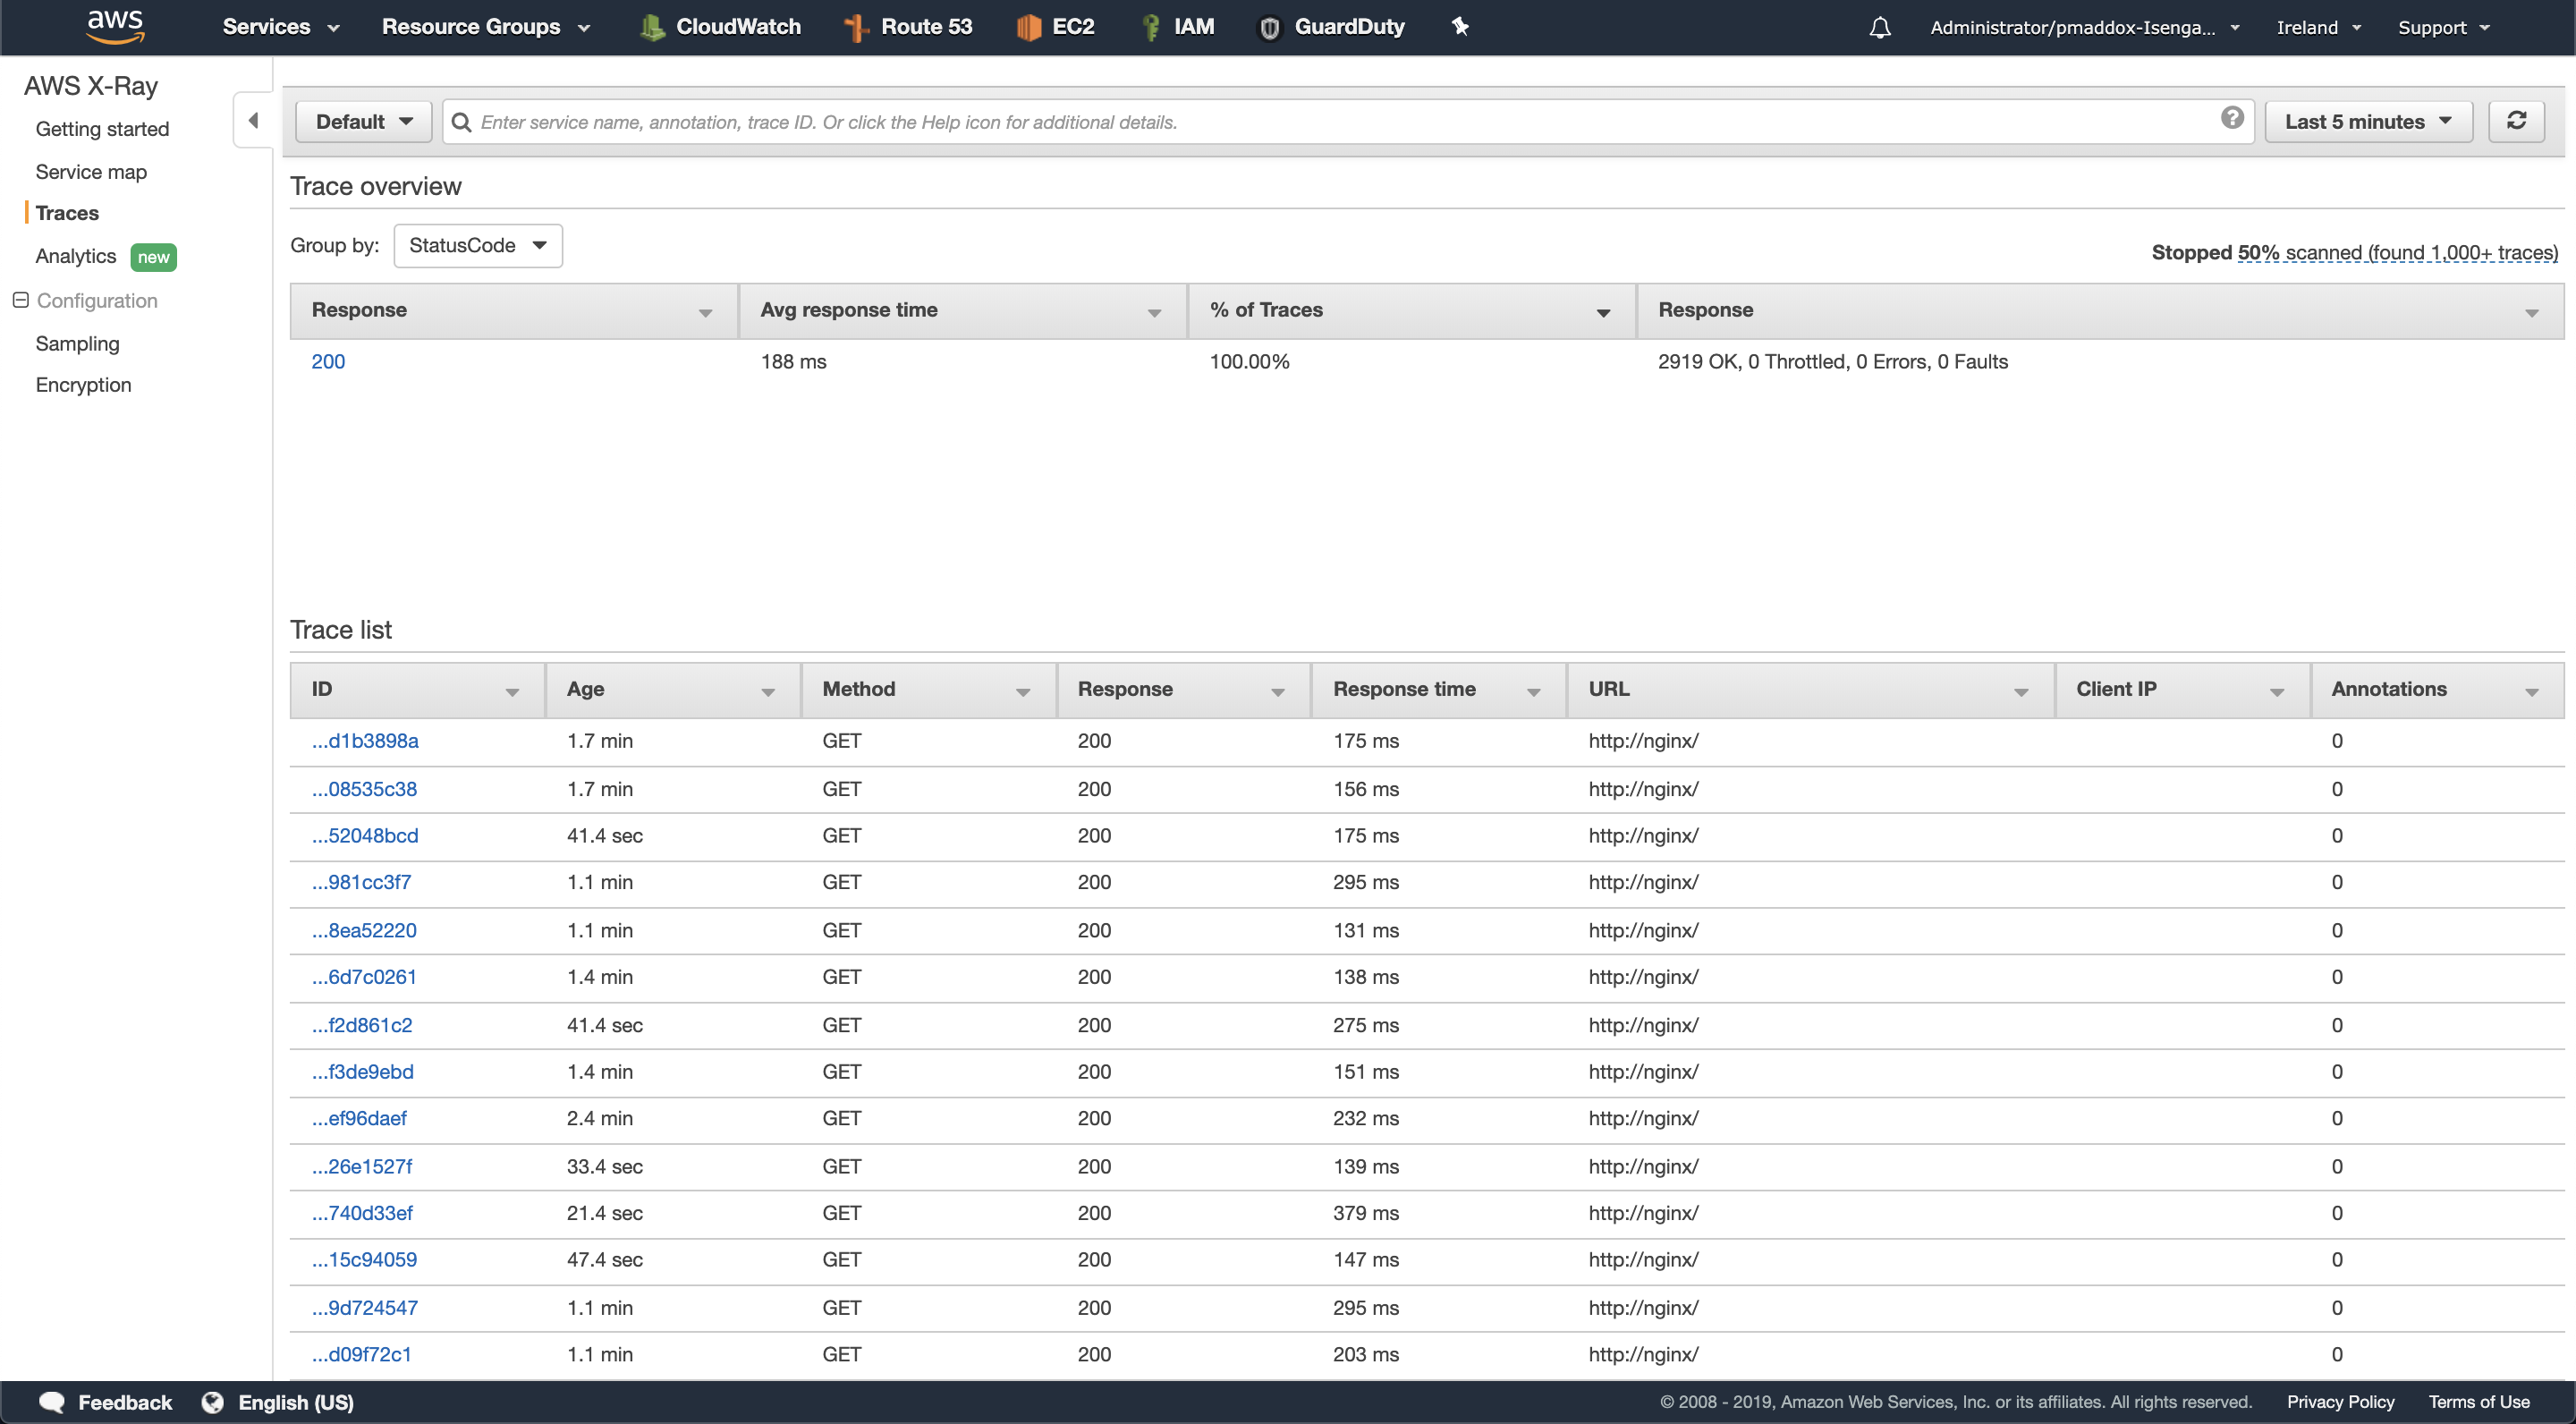 aws Services Resource Groups CloudWatch Route 53 EC2 IAM GuardDuty Administrator/pmaddox-Isenga... Ireland Support
AWS X-Ray
Getting started
Service map
Traces
Analytics new
Configuration
Sampling
Encryption
Default Enter service name, annotation, trace ID. Or click the Help icon for additional details. ? Last 5 minutes
Trace overview
Group by: StatusCode
Stopped 50% scanned (found 1,000+ traces)
Response Avg response time % of Traces Response
200 188 ms 100.00% 2919 OK, 0 Throttled, 0 Errors, 0 Faults
Trace list
ID Age Method Response Response time URL Client IP Annotations
...d1b3898a 1.7 min GET 200 175 ms http://nginx/ 0
...08535c38 1.7 min GET 200 156 ms http://nginx/ 0
...52048bcd 41.4 sec GET 200 175 ms http://nginx/ 0
...981cc3f7 1.1 min GET 200 295 ms http://nginx/ 0
...8ea52220 1.1 min GET 200 131 ms http://nginx/ 0
...6d7c0261 1.4 min GET 200 138 ms http://nginx/ 0
...f2d861c2 41.4 sec GET 200 275 ms http://nginx/ 0
...f3de9ebd 1.4 min GET 200 151 ms http://nginx/ 0
...ef96daef 2.4 min GET 200 232 ms http://nginx/ 0
...26e1527f 33.4 sec GET 200 139 ms http://nginx/ 0
...740d33ef 21.4 sec GET 200 379 ms http://nginx/ 0
...15c94059 47.4 sec GET 200 147 ms http://nginx/ 0
...9d724547 1.1 min GET 200 295 ms http://nginx/ 0
...d09f72c1 1.1 min GET 200 203 ms http://nginx/ 0
Feedback English (US) © 2008 - 2019, Amazon Web Services, Inc. or its affiliates. All rights reserved. Privacy Policy Terms of Use